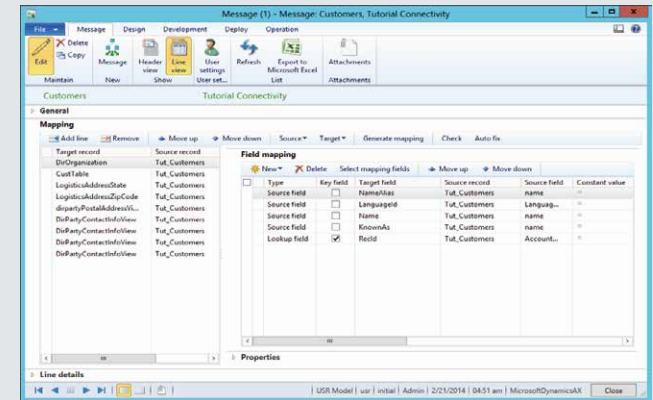 Message (1) - Message: Customers, Tutorial Connectivity
File Message Design Development Deploy Operation
Edit Delete Copy Message Header view Line view User settings Refresh Export to Microsoft Excel Attachments
Maintain New Show User set... List Attachments
Customers Tutorial Connectivity
General
Mapping
Add line Remove Move up Move down Source Target Generate mapping Check Auto fix
Target record Source record
DirOrganization Tut_Customers
CustTable Tut_Customers
LogisticsAddressState Tut_Customers
LogisticsAddressZipCode Tut_Customers
dirpartyPostalAddressVi... Tut_Customers
DirPartyContactInfoView Tut_Customers
DirPartyContactInfoView Tut_Customers
DirPartyContactInfoView Tut_Customers
Field mapping
New Delete Select mapping fields Move up Move down
Type Key field Target field Source record Source field Constant value
Source field NameAlias Tut_Customers name
Source field LanguageId Tut_Customers Languag...
Source field Name Tut_Customers name
Source field KnownAs Tut_Customers name
Lookup field RecId Tut_Customers Account...
Properties
Line details
USR Model usr initial Admin 2/21/2014 04:51 am MicrosoftDynamicsAX Close